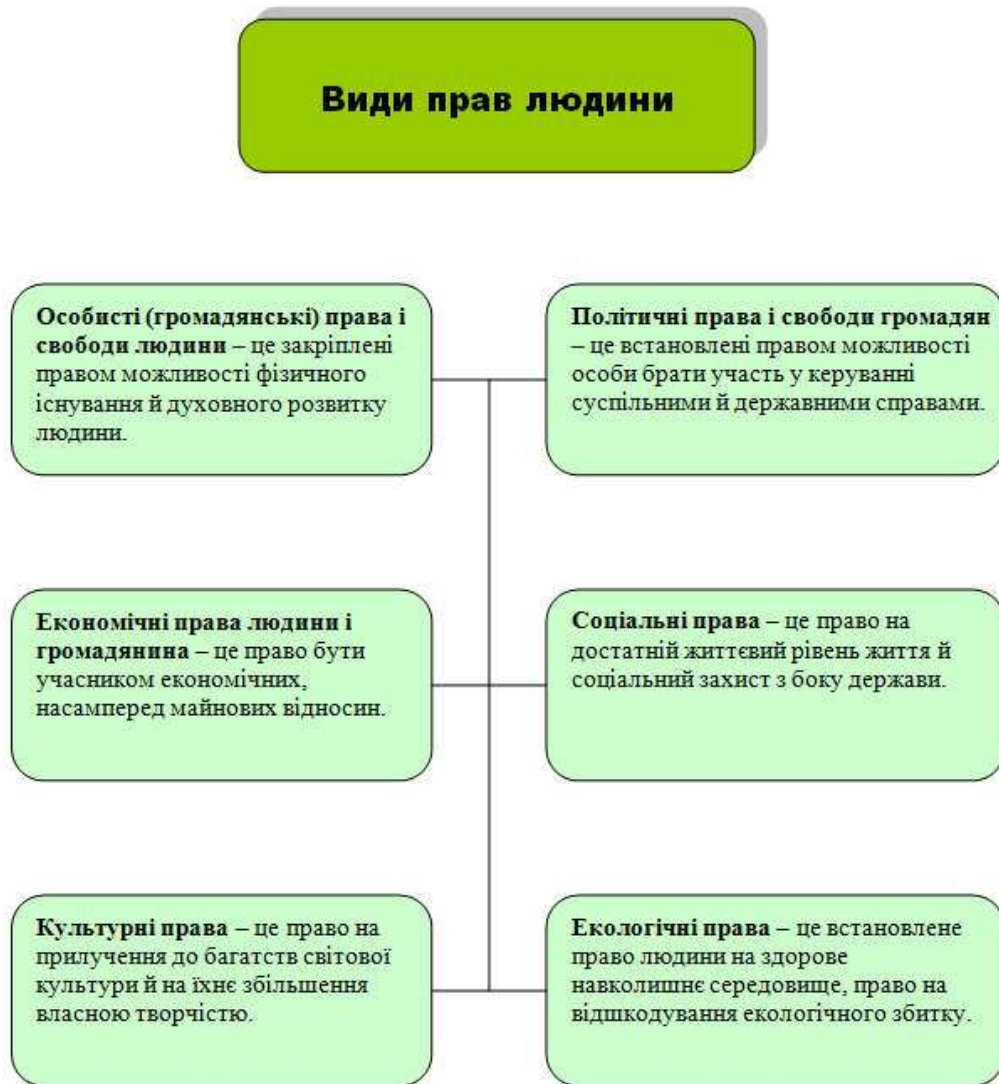 Види прав людини
Особисті (громадянські) права і
свободи людини – це закріплені
правом можливості фізичного
існування й духовного розвитку
людини.
Політичні права і свободи громадян
– це встановлені правом можливості
особи брати участь у керуванні
суспільними й державними справами.
Економічні права людини і
громадянина – це право бути
учасником економічних,
насамперед майнових відносин.
Соціальні права – це право на
достатній життєвий рівень життя й
соціальний захист з боку держави.
Культурні права – це право на
прилучення до багатств світової
культури й на їхнє збільшення
власною творчістю.
Екологічні права – це встановлене
право людини на здорове
навколишнє середовище, право на
відшкодування екологічного збитку.